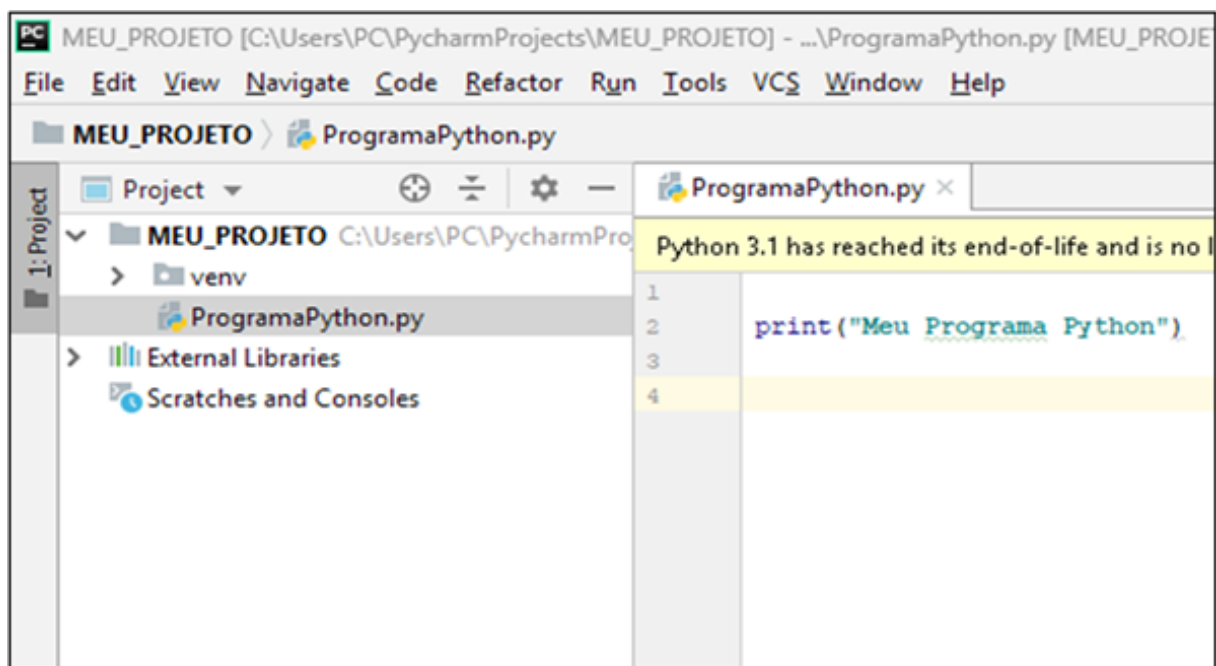 PC MEU_PROJETO [C:\Users\PC\PycharmProjects\MEU_PROJETO] - ...\ProgramaPython.py [MEU_PROJE
File Edit View Navigate Code Refactor Run Tools VCS Window Help
MEU_PROJETO ProgramaPython.py
1: Project
Project
MEU_PROJETO C:\Users\PC\PycharmPro
venv
ProgramaPython.py
External Libraries
Scratches and Consoles
ProgramaPython.py
Python 3.1 has reached its end-of-life and is no l
1
2 print("Meu Programa Python")
3
4